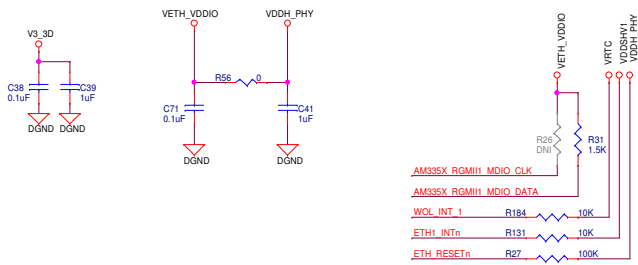 V3_3D
C38
0.1uF
C39
1uF
DGND
DGND
VETH_VDDIO
VDDH_PHY
R56
0
C71
0.1uF
C41
1uF
DGND
DGND
VETH_VDDIO
VRTC
VDDSHV1
VDDH_PHY
R26
DNI
R31
1.5K
AM335X_RGMII1_MDIO_CLK
AM335X_RGMII1_MDIO_DATA
WOL_INT_1
R184
10K
ETH1_INTn
R131
10K
ETH_RESETn
R27
100K